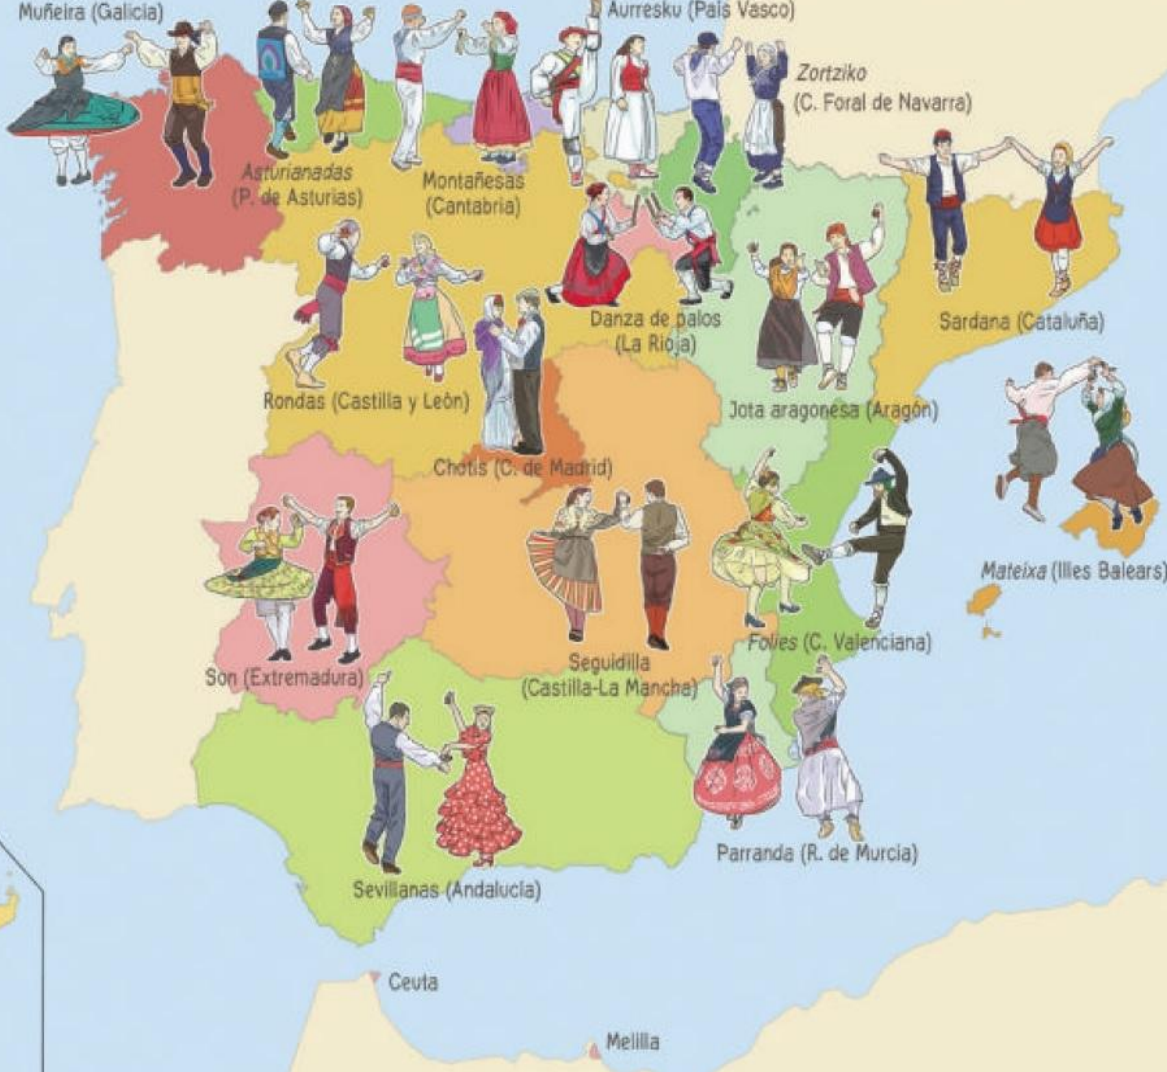 Muñeira (Galicia)
Aurresku (País Vasco)
Zortziko
(C. Foral de Navarra)
Asturianadas
(P. de Asturias)
Montañesas
(Cantabria)
Danza de palos
(La Rioja)
Sardana (Cataluña)
Rondas (Castilla y León)
Jota aragonesa (Aragón)
Chotis (C. de Madrid)
Mateixa (Illes Balears)
Folies (C. Valenciana)
Son (Extremadura)
Seguidilla
(Castilla-La Mancha)
Parranda (R. de Murcia)
Sevillanas (Andalucía)
Ceuta
Melilla